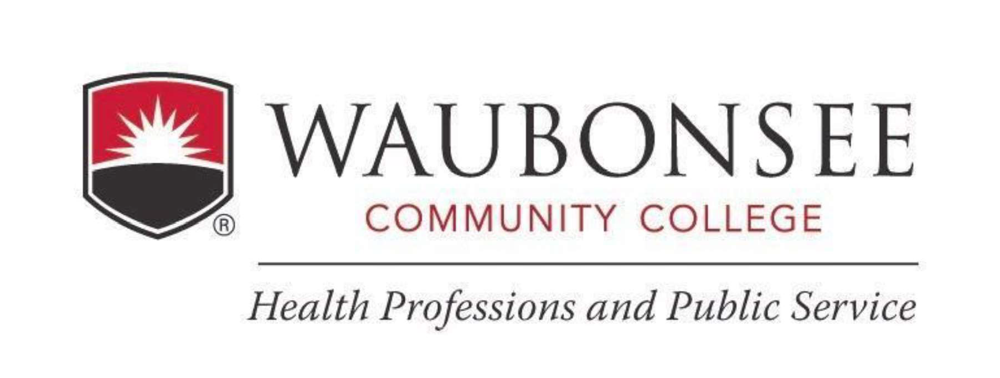 WAUBONSEE
COMMUNITY COLLEGE
®
Health Professions and Public Service